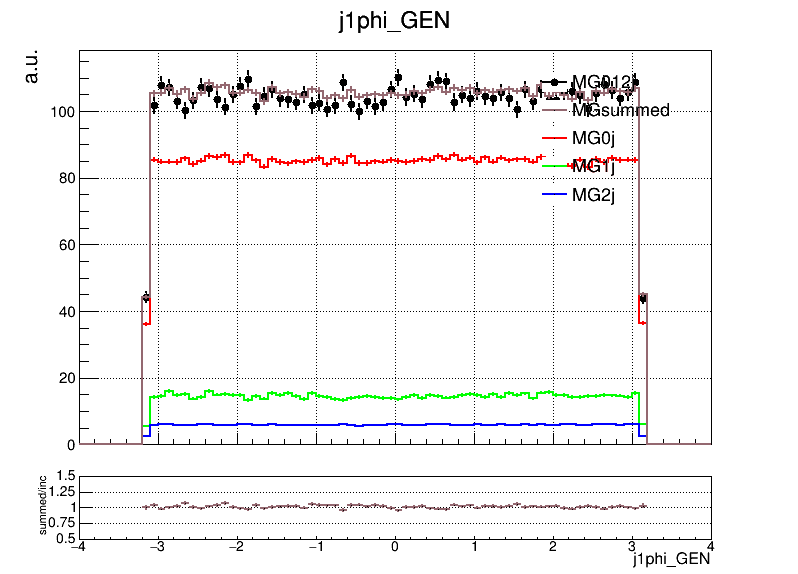 j1phi_GEN
a.u.
MG012j
MGsummed
MG0j
MG1j
MG2j
100
80
60
40
20
0
summed/inc
1.5
1.25
1
0.75
0.5
−4 −3 −2 −1 0 1 2 3 4
j1phi_GEN